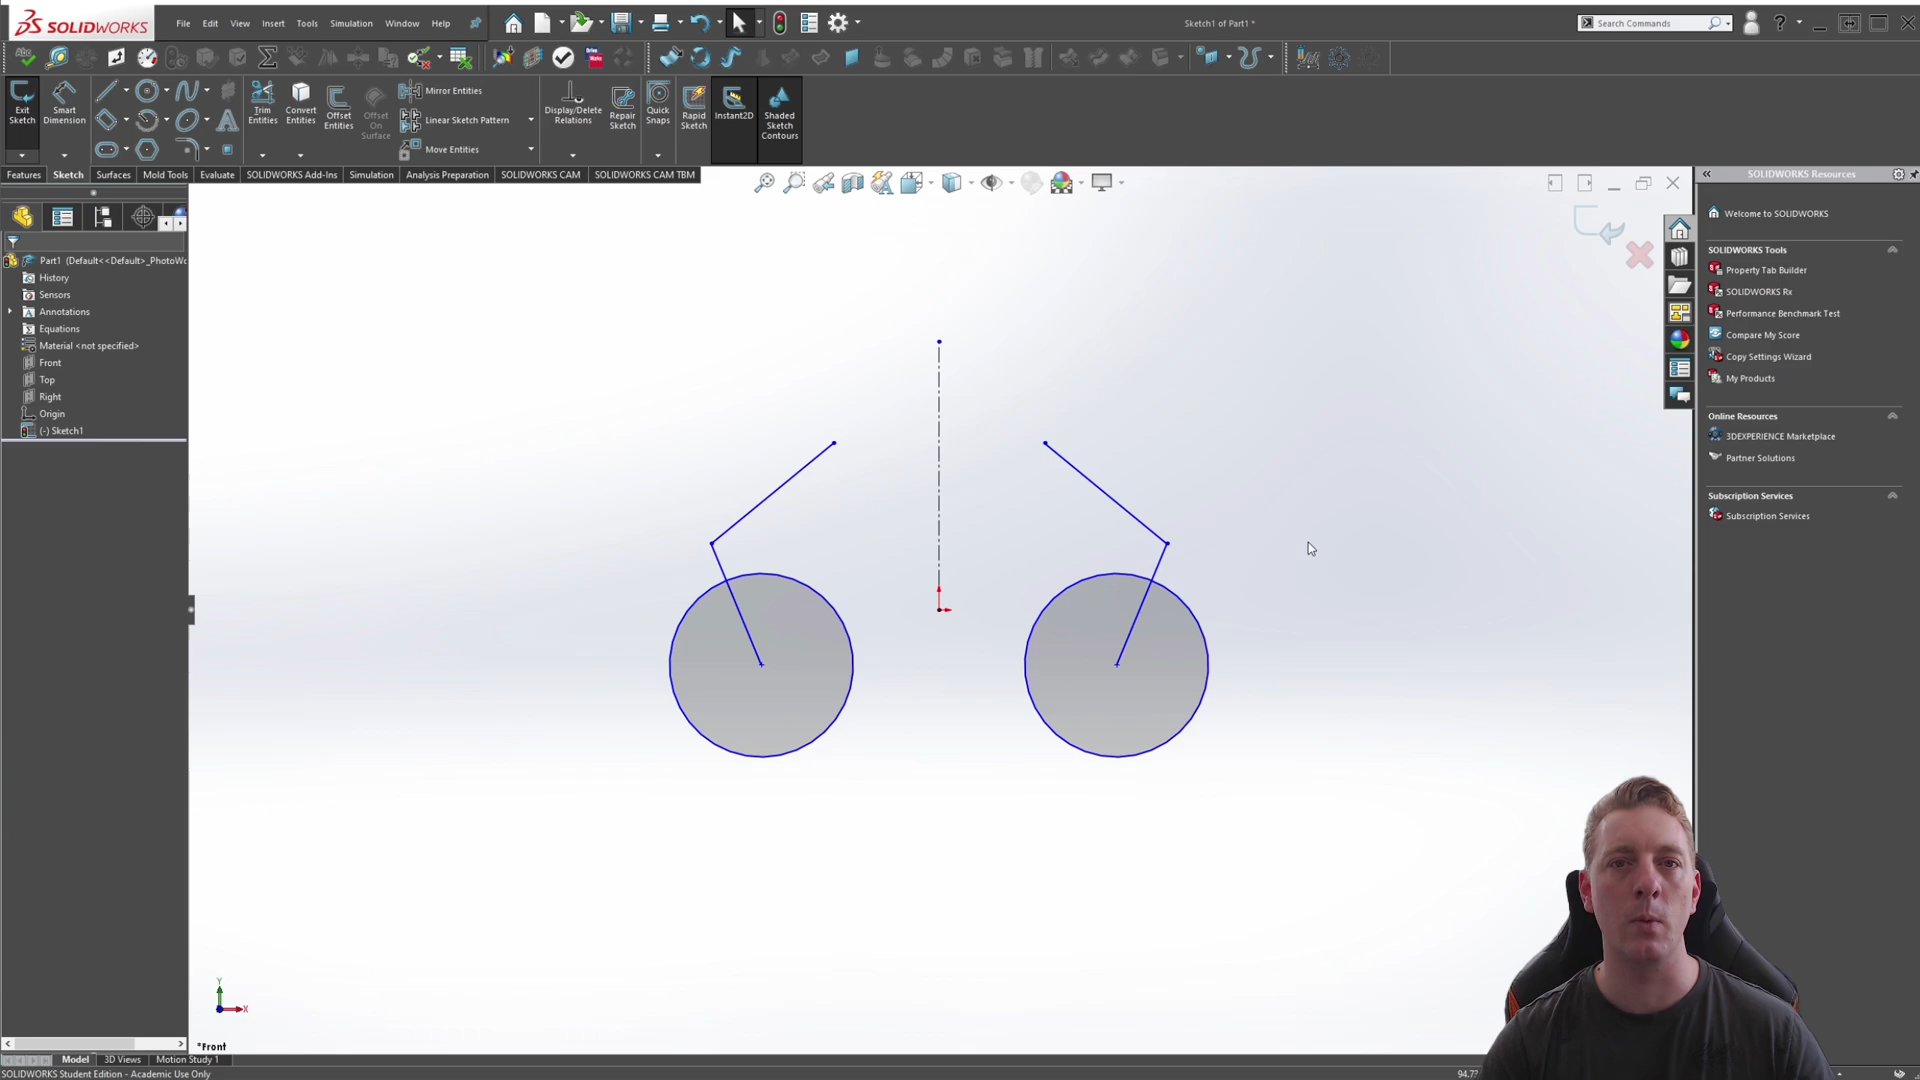 SOLIDWORKS File Edit View Insert Tools Simulation Window Help Sketch1 of Part1 * Search Commands
Exit Sketch
Smart Dimension
Trim Entities
Convert Entities
Offset Entities
Offset On Surface
Mirror Entities
Linear Sketch Pattern
Move Entities
Display/Delete Relations
Repair Sketch
Quick Snaps
Rapid Sketch
Instant2D
Shaded Sketch Contours
Features Sketch Surfaces Mold Tools Evaluate SOLIDWORKS Add-Ins Simulation Analysis Preparation SOLIDWORKS CAM SOLIDWORKS CAM TBM
Part1 (Default<<Default>_PhotoWo
History
Sensors
Annotations
Equations
Material <not specified>
Front
Top
Right
Origin
(-) Sketch1
SOLIDWORKS Resources
Welcome to SOLIDWORKS
SOLIDWORKS Tools
Property Tab Builder
SOLIDWORKS Rx
Performance Benchmark Test
Compare My Score
Copy Settings Wizard
My Products
Online Resources
3DEXPERIENCE Marketplace
Partner Solutions
Subscription Services
Subscription Services
Y
X
*Front
Model 3D Views Motion Study 1
SOLIDWORKS Student Edition - Academic Use Only